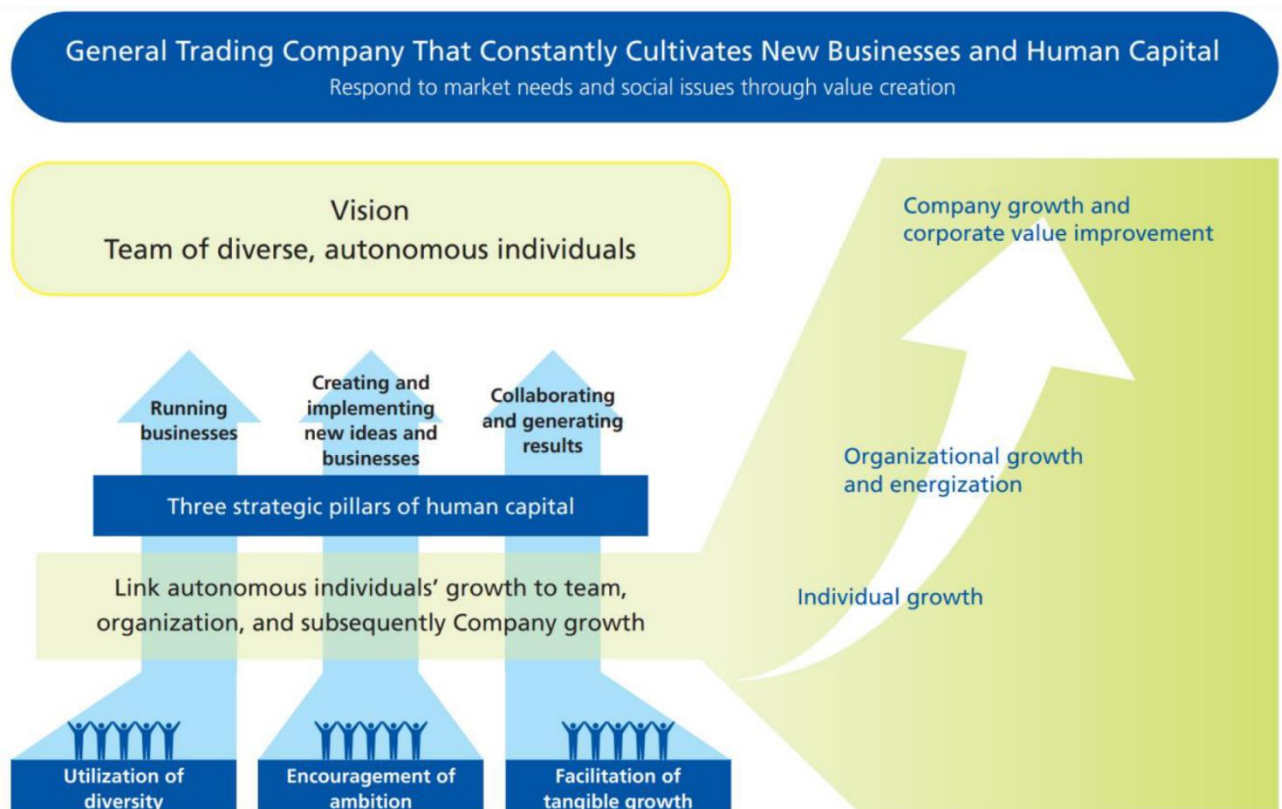 General Trading Company That Constantly Cultivates New Businesses and Human Capital
Respond to market needs and social issues through value creation
Vision
Team of diverse, autonomous individuals
Running
businesses
Creating and
implementing
new ideas and
businesses
Collaborating
and generating
results
Three strategic pillars of human capital
Link autonomous individuals’ growth to team,
organization, and subsequently Company growth
Utilization of
diversity
Encouragement of
ambition
Facilitation of
tangible growth
Company growth and
corporate value improvement
Organizational growth
and energization
Individual growth